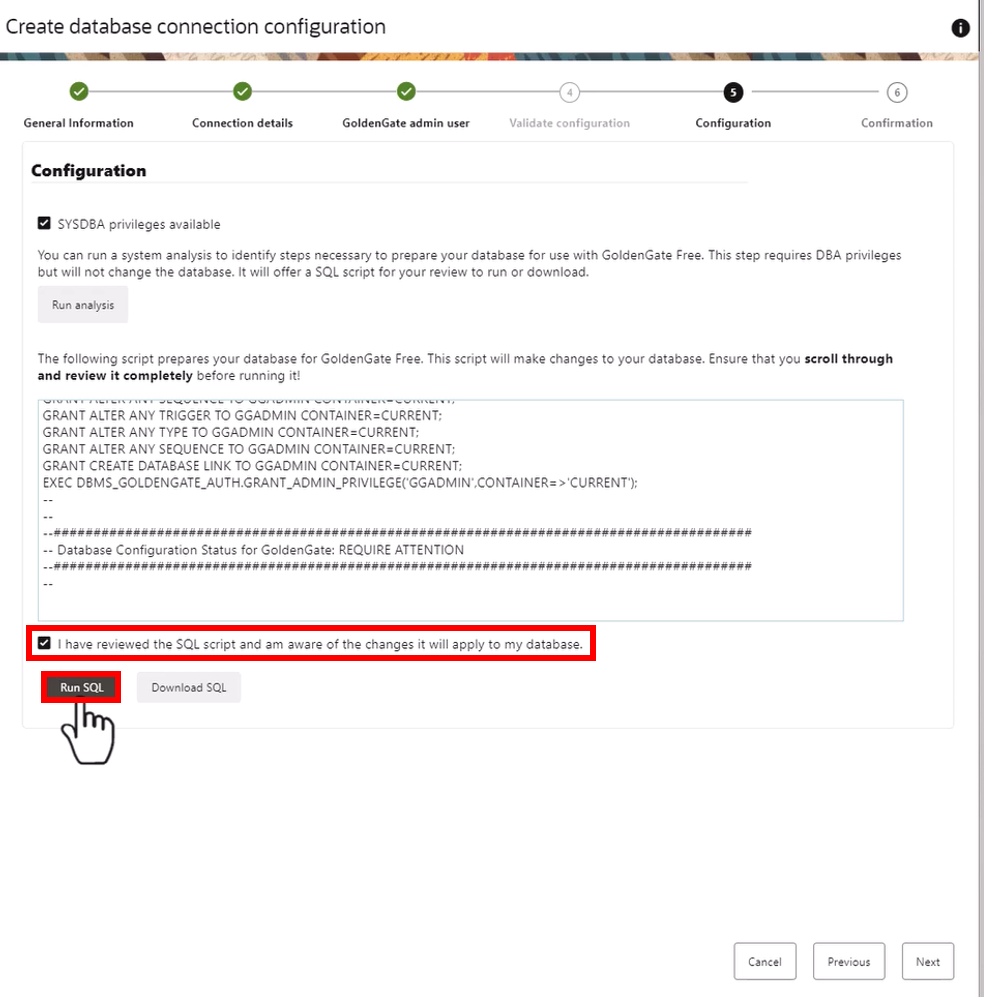 Create database connection configuration
4
5
6
General Information
Connection details
GoldenGate admin user
Validate configuration
Configuration
Confirmation
Configuration
SYSDBA privileges available
You can run a system analysis to identify steps necessary to prepare your database for use with GoldenGate Free. This step requires DBA privileges
but will not change the database. It will offer a SQL script for your review to run or download.
Run analysis
The following script prepares your database for GoldenGate Free. This script will make changes to your database. Ensure that you scroll through
and review it completely before running it!
GRANT ALTER ANY SEQUENCE TO GGADMIN CONTAINER=CURRENT;
GRANT ALTER ANY TRIGGER TO GGADMIN CONTAINER=CURRENT;
GRANT ALTER ANY TYPE TO GGADMIN CONTAINER=CURRENT;
GRANT ALTER ANY SEQUENCE TO GGADMIN CONTAINER=CURRENT;
GRANT CREATE DATABASE LINK TO GGADMIN CONTAINER=CURRENT;
EXEC DBMS_GOLDENGATE_AUTH.GRANT_ADMIN_PRIVILEGE('GGADMIN',CONTAINER=>'CURRENT');
--
--
--########################################################################################
-- Database Configuration Status for GoldenGate: REQUIRE ATTENTION
--########################################################################################
--
I have reviewed the SQL script and am aware of the changes it will apply to my database.
Run SQL
Download SQL
Cancel
Previous
Next